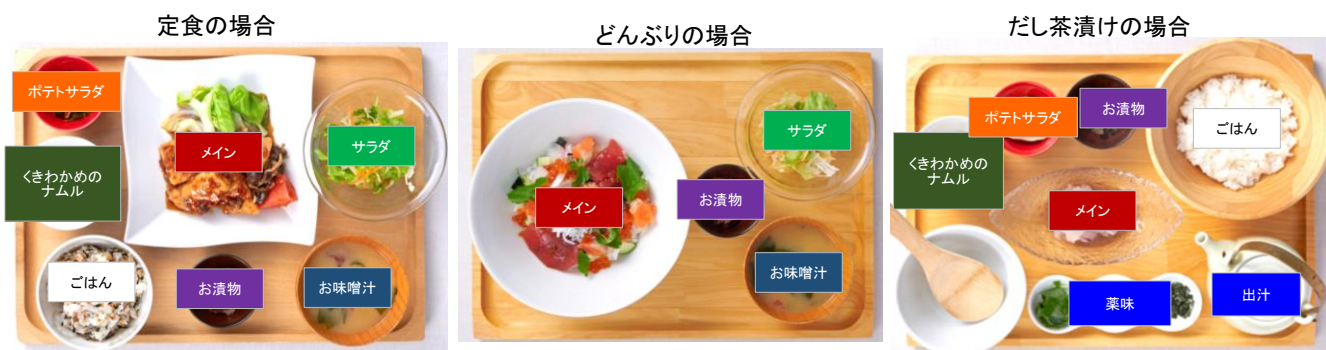 定食の場合
ポテトサラダ
メイン
サラダ
くきわかめの
ナムル
ごはん
お漬物
お味噌汁
どんぶりの場合
サラダ
メイン
お漬物
お味噌汁
だし茶漬けの場合
ポテトサラダ
お漬物
ごはん
くきわかめの
ナムル
メイン
薬味
出汁